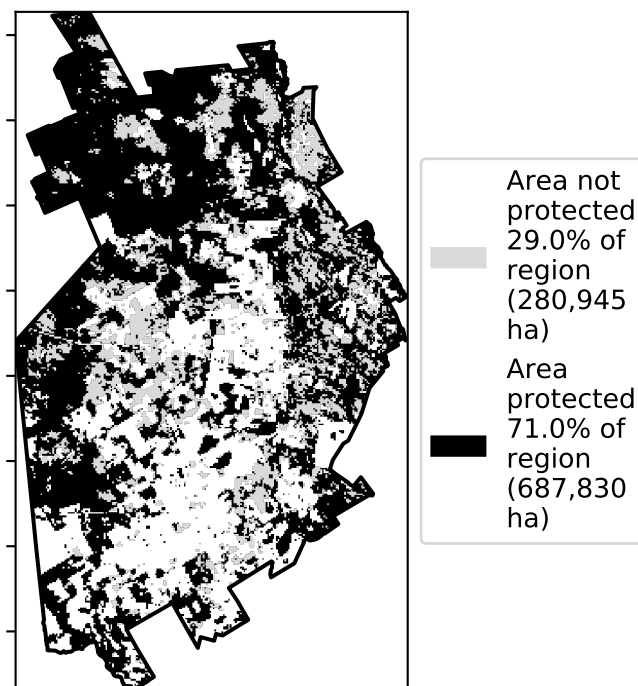 Area not
protected
29.0% of
region
(280,945
ha)
Area
protected
71.0% of
region
(687,830
ha)